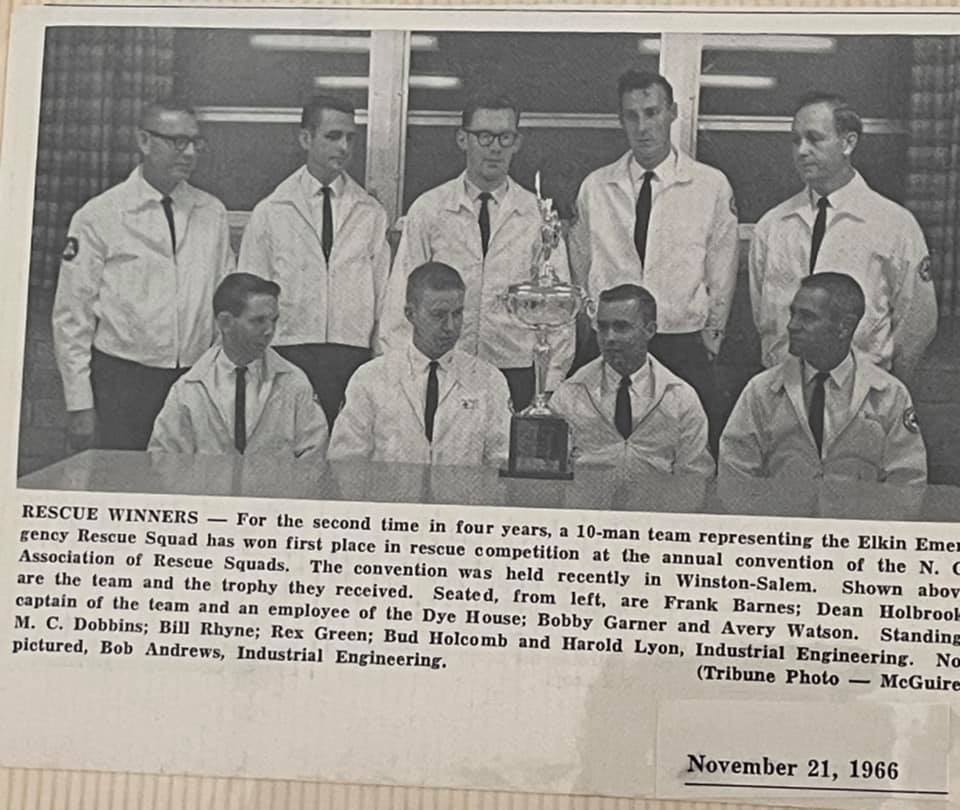 RESCUE WINNERS — For the second time in four years, a 10-man team representing the Elkin Emer
gency Rescue Squad has won first place in rescue competition at the annual convention of the N. C
Association of Rescue Squads. The convention was held recently in Winston-Salem. Shown abov
are the team and the trophy they received. Seated, from left, are Frank Barnes; Dean Holbrook
captain of the team and an employee of the Dye House; Bobby Garner and Avery Watson. Standing
M. C. Dobbins; Bill Rhyne; Rex Green; Bud Holcomb and Harold Lyon, Industrial Engineering. No
pictured, Bob Andrews, Industrial Engineering.
(Tribune Photo — McGuire
November 21, 1966